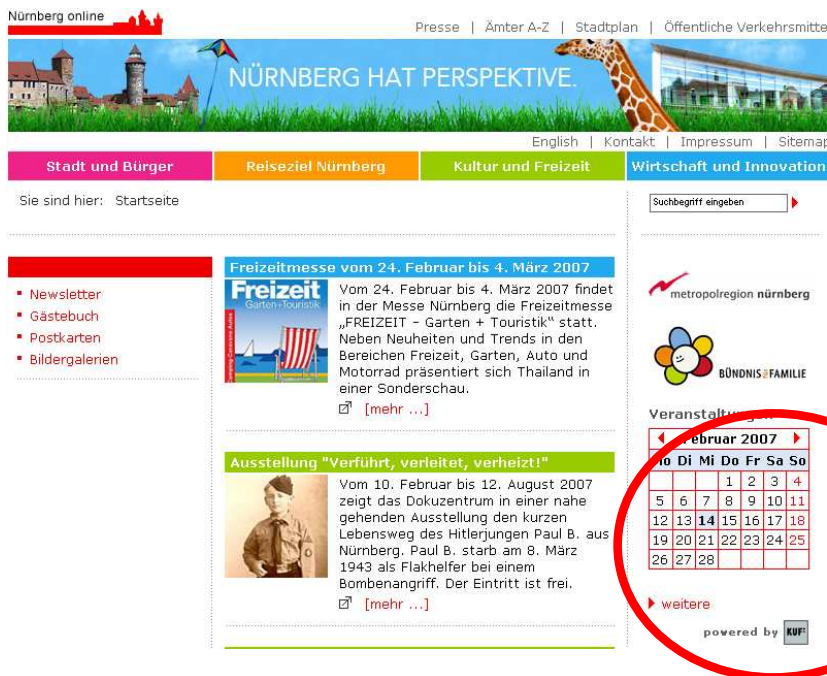 Nürnberg online
Presse | Ämter A-Z | Stadtplan | Öffentliche Verkehrsmitte
NÜRNBERG HAT PERSPEKTIVE.
English | Kontakt | Impressum | Sitemap
Stadt und Bürger
Reiseziel Nürnberg
Kultur und Freizeit
Wirtschaft und Innovation
Sie sind hier: Startseite
Suchbegriff eingeben
Newsletter
Gästebuch
Postkarten
Bildergalerien
Freizeitmesse vom 24. Februar bis 4. März 2007
Freizeit
Garten+Touristik
Camping·Caravans·Autos
Vom 24. Februar bis 4. März 2007 findet
in der Messe Nürnberg die Freizeitmesse
„FREIZEIT - Garten + Touristik“ statt.
Neben Neuheiten und Trends in den
Bereichen Freizeit, Garten, Auto und
Motorrad präsentiert sich Thailand in
einer Sonderschau.
[mehr ...]
Ausstellung "Verführt, verleitet, verheizt!"
Vom 10. Februar bis 12. August 2007
zeigt das Dokuzentrum in einer nahe
gehenden Ausstellung den kurzen
Lebensweg des Hitlerjungen Paul B. aus
Nürnberg. Paul B. starb am 8. März
1943 als Flakhelfer bei einem
Bombenangriff. Der Eintritt ist frei.
[mehr ...]
metropolregion nürnberg
BÜNDNIS FAMILIE
Veranstaltungen
Februar 2007
Mo Di Mi Do Fr Sa So
1 2 3 4
5 6 7 8 9 10 11
12 13 14 15 16 17 18
19 20 21 22 23 24 25
26 27 28
weitere
powered by KUF